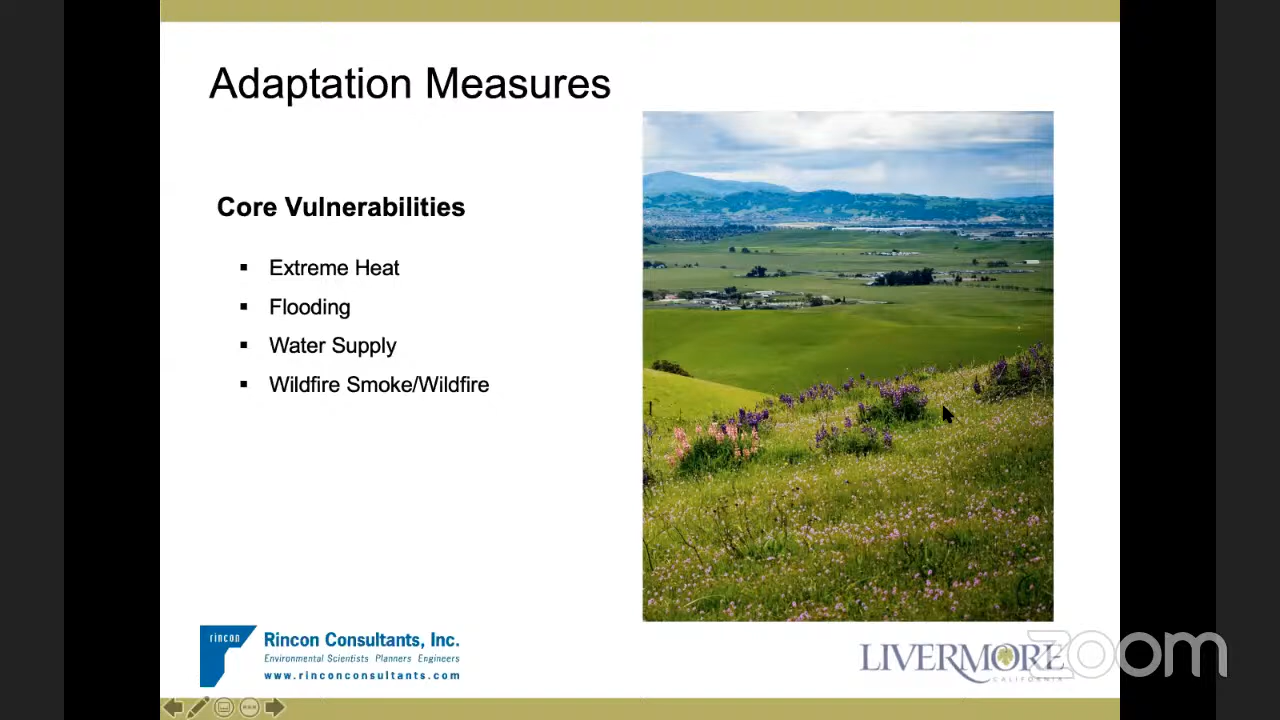 Adaptation Measures
Core Vulnerabilities
Extreme Heat
Flooding
Water Supply
Wildfire Smoke/Wildfire
rincon
Rincon Consultants, Inc.
Environmental Scientists Planners Engineers
www.rinconconsultants.com
LIVERMORE
CALIFORNIA
zoom